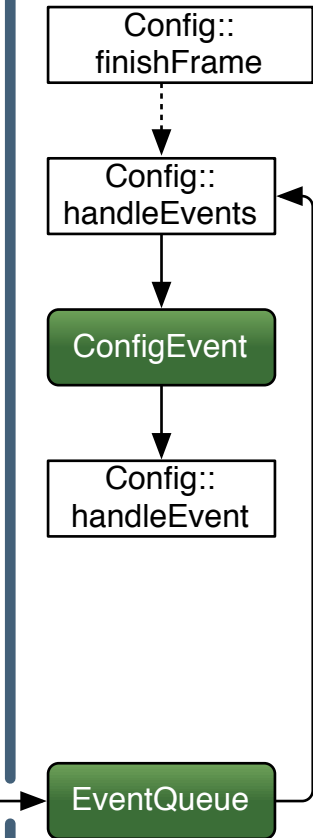 Config::
finishFrame
Config::
handleEvents
ConfigEvent
Config::
handleEvent
EventQueue